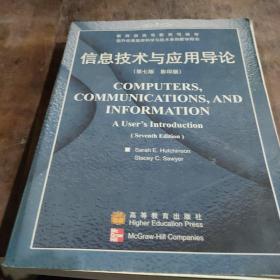 信息技术与应用导论
(第七版 影印版)
COMPUTERS,
COMMUNICATIONS, AND
INFORMATION
A User's Introduction
(Seventh Edition)
Sarah E. Hutchinson
Stacey C. Sawyer
高等教育出版社
Higher Education Press
McGraw-Hill Companies